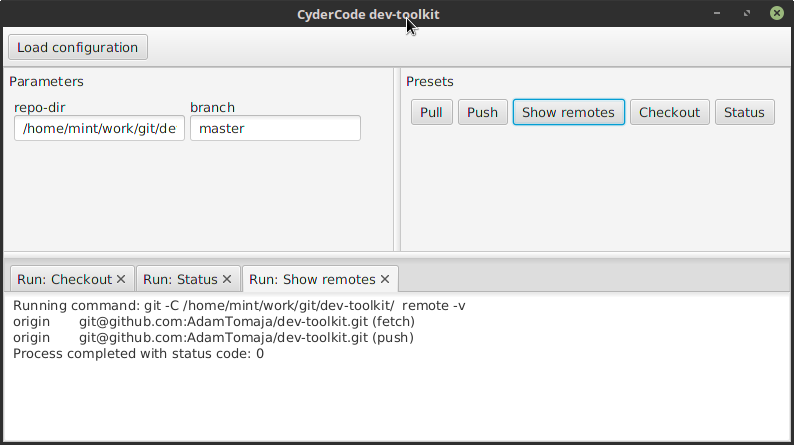 CyderCode dev-toolkit
Load configuration
Parameters
repo-dir
branch
/home/mint/work/git/de
master
Presets
Pull
Push
Show remotes
Checkout
Status
Run: Checkout
Run: Status
Run: Show remotes
Running command: git -C /home/mint/work/git/dev-toolkit/  remote -v
origin	git@github.com:AdamTomaja/dev-toolkit.git (fetch)
origin	git@github.com:AdamTomaja/dev-toolkit.git (push)
Process completed with status code: 0